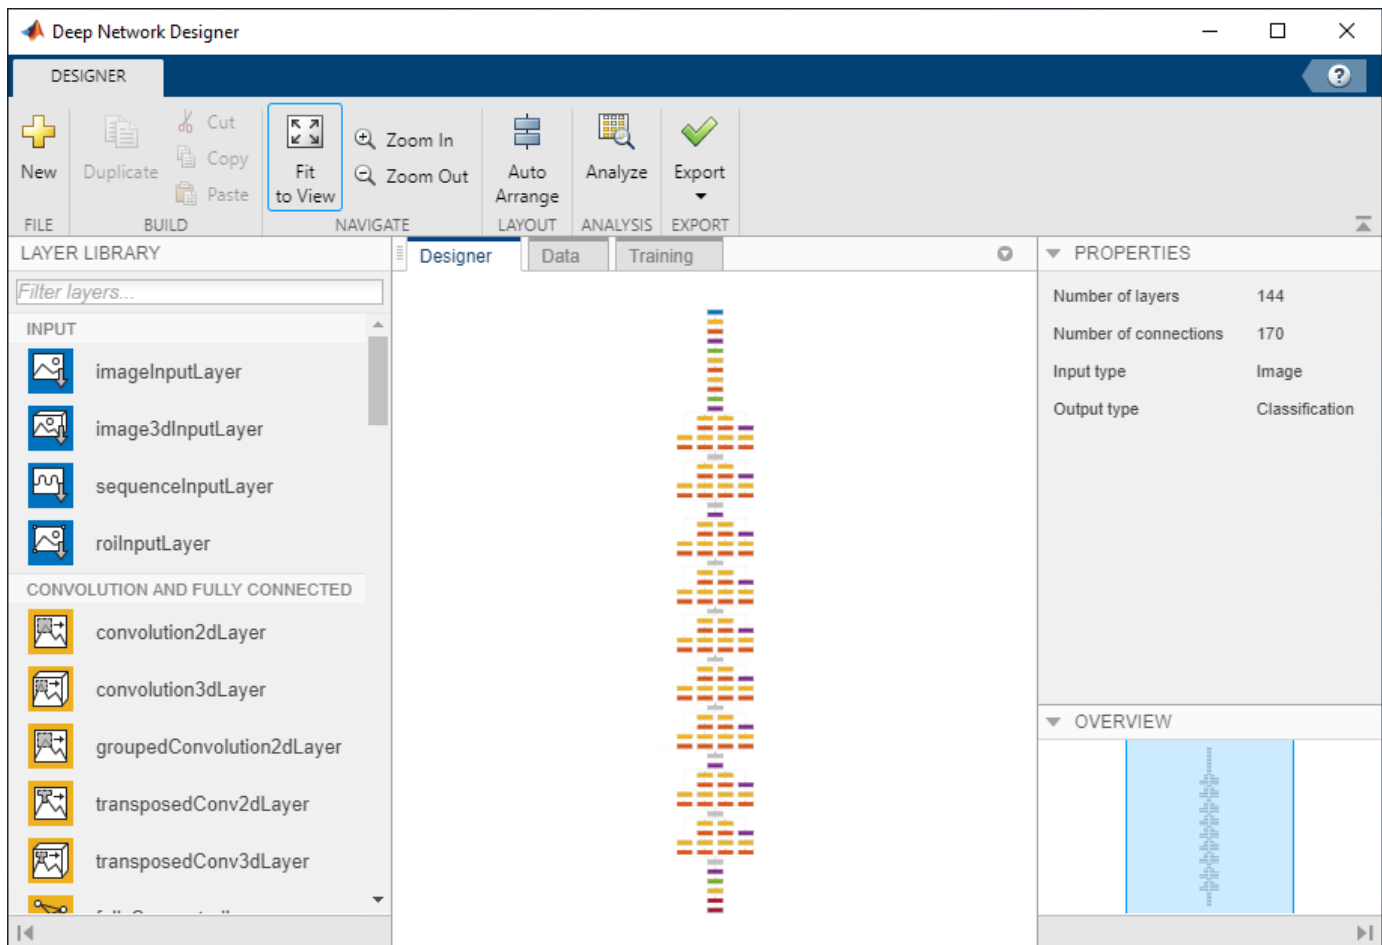 Deep Network Designer
DESIGNER
?
New
Duplicate
Cut
Copy
Paste
Fit
to View
Zoom In
Zoom Out
Auto
Arrange
Analyze
Export
FILE
BUILD
NAVIGATE
LAYOUT
ANALYSIS
EXPORT
LAYER LIBRARY
Filter layers...
INPUT
imageInputLayer
image3dInputLayer
sequenceInputLayer
roiInputLayer
CONVOLUTION AND FULLY CONNECTED
convolution2dLayer
convolution3dLayer
groupedConvolution2dLayer
transposedConv2dLayer
transposedConv3dLayer
Designer
Data
Training
PROPERTIES
Number of layers 144
Number of connections 170
Input type Image
Output type Classification
OVERVIEW